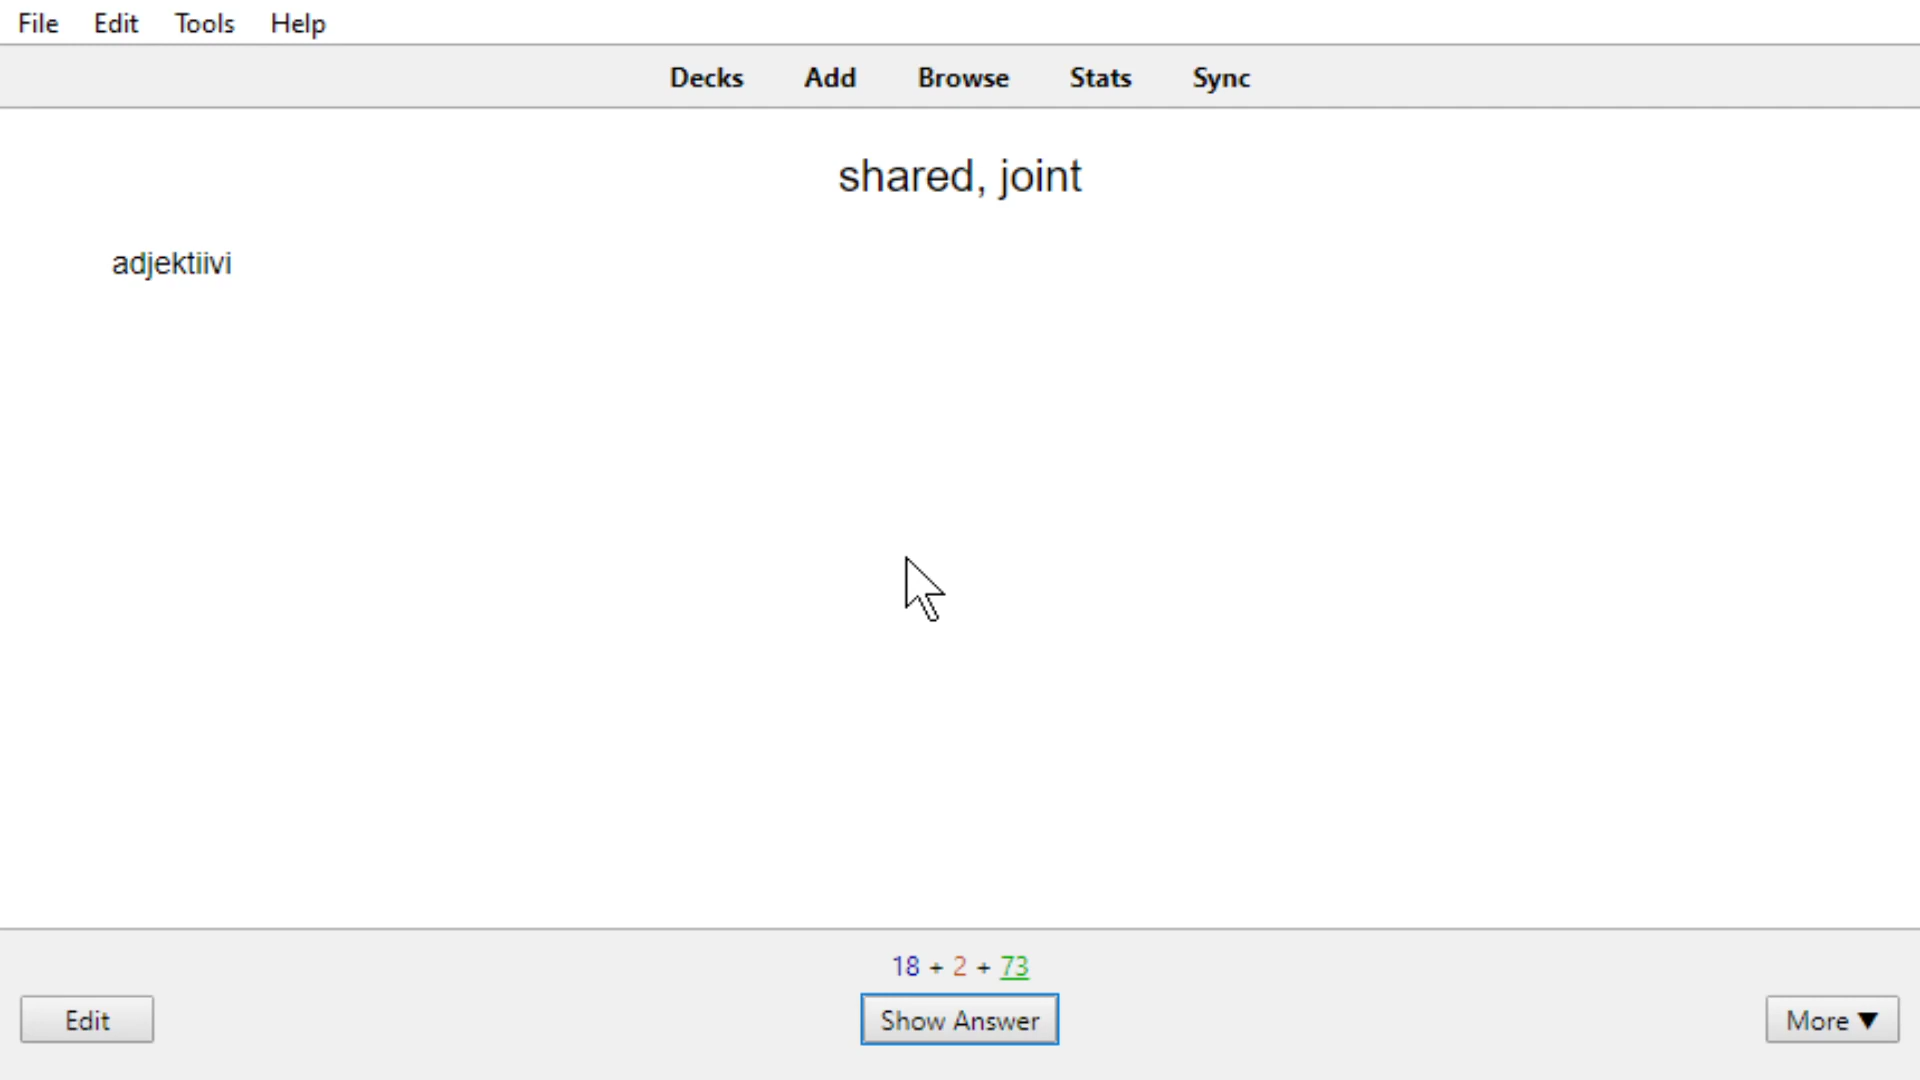 File Edit Tools Help
Decks Add Browse Stats Sync
shared, joint
adjektiivi
18 + 2 + 73
Edit Show Answer More ▼